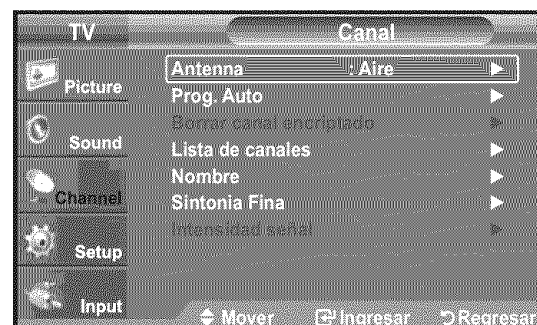 TV
Canal
Picture
Sound
Channel
Setup
Input
Antenna : Aire
Prog. Auto
Borrar canal encriptado
Lista de canales
Nombre
Sintonia Fina
Intensidad señal
Mover Ingresar Regresar